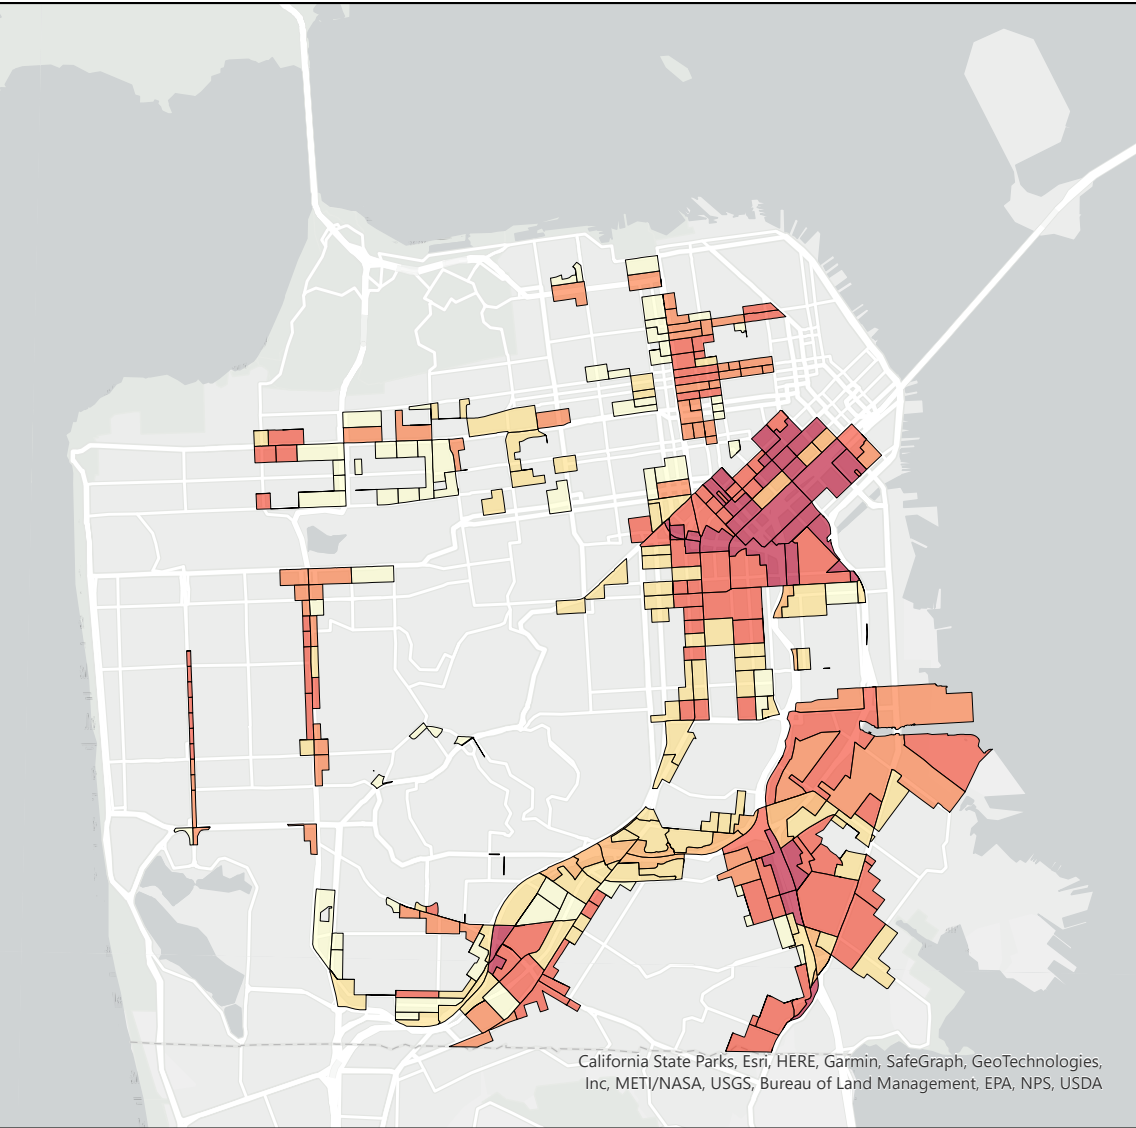 California State Parks, Esri, HERE, Garmin, SafeGraph, GeoTechnologies,
Inc, METI/NASA, USGS, Bureau of Land Management, EPA, NPS, USDA